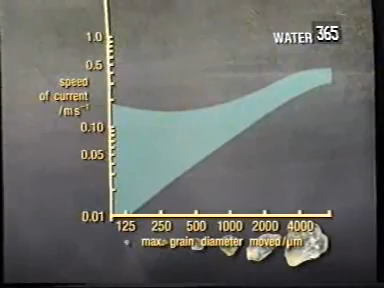 WATER 365
1.0
0.5
speed
of current
/ms⁻¹
0.10
0.05
0.01
125 250 500 1000 2000 4000
max. grain diameter moved/µm